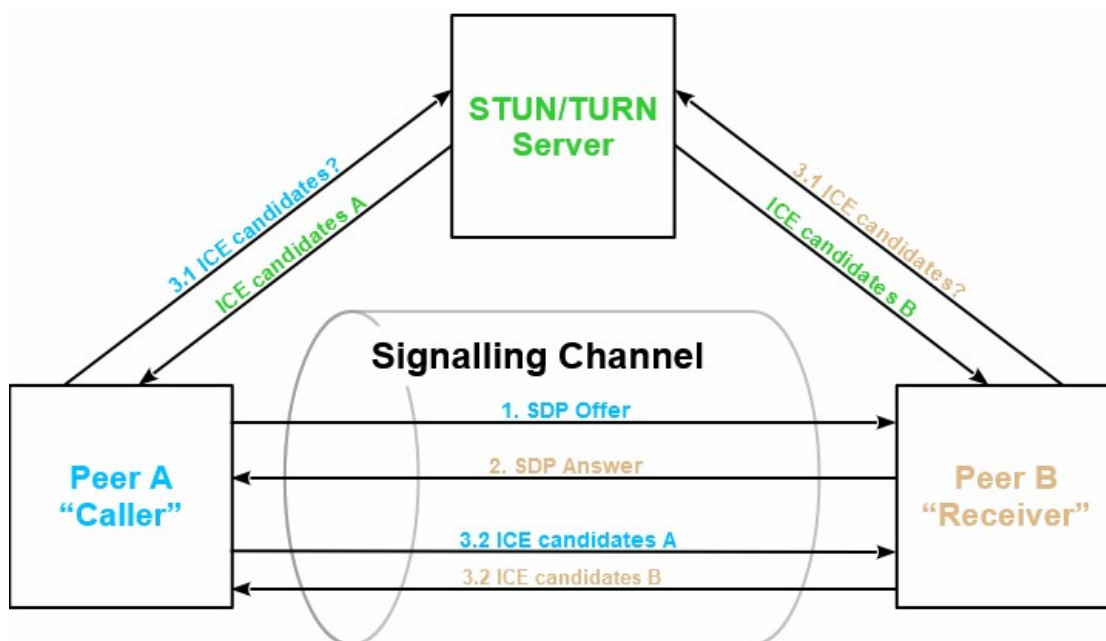 STUN/TURN
Server
3.1 ICE candidates?
ICE candidates A
3.1 ICE candidates?
ICE candidates B
Signalling Channel
1. SDP Offer
2. SDP Answer
3.2 ICE candidates A
3.2 ICE candidates B
Peer A
“Caller”
Peer B
“Receiver”